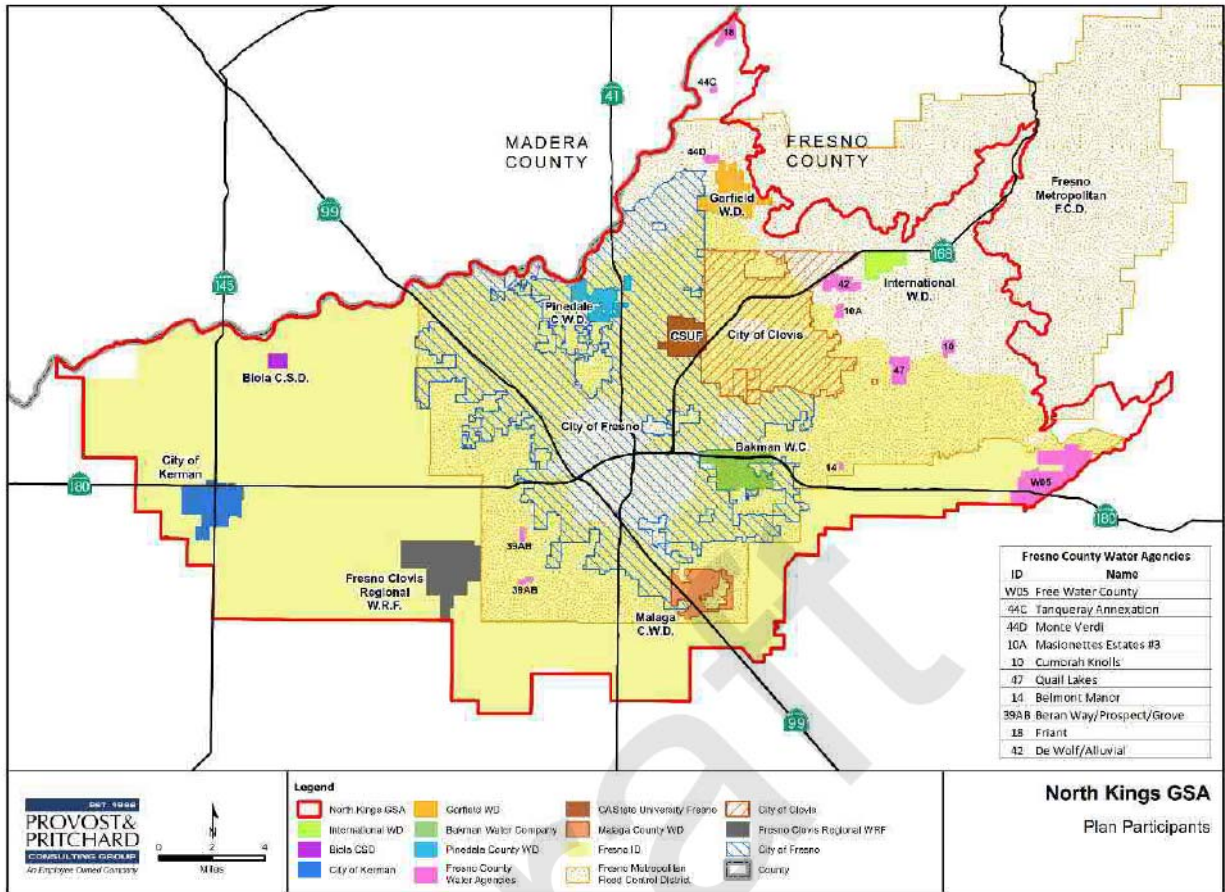 18
44C
41
MADERA
COUNTY
FRESNO
COUNTY
44D
Garfield
W.D.
Fresno
Metropolitan
F.C.D.
99
168
145
42
International
W.D.
10A
Pinedale
C.W.D.
CSUF
City of Clovis
10
47
Biola C.S.D.
City of Fresno
Bakman W.C.
City of
Kerman
14
180
W05
180
39AB
Fresno Clovis
Regional
W.R.F.
39AB
Malaga
C.W.D.
99
Fresno County Water Agencies
ID Name
W05 Free Water County
44C Tanqueray Annexation
44D Monte Verdi
10A Masionettes Estates #3
10 Cumorah Knolls
47 Quail Lakes
14 Belmont Manor
39AB Beran Way/Prospect/Grove
18 Friant
42 De Wolf/Alluvial
Draft
EST. 1968
PROVOST&
PRITCHARD
CONSULTING GROUP
An Employee Owned Company
N
0 2 4
Miles
Legend
North Kings GSA
International WD
Biola CSD
City of Kerman
Garfield WD
Bakman Water Company
Pinedale County WD
Fresno County
Water Agencies
CA State University Fresno
Malaga County WD
Fresno ID
Fresno Metropolitan
Flood Control District
City of Clovis
Fresno Clovis Regional WRF
City of Fresno
County
North Kings GSA
Plan Participants